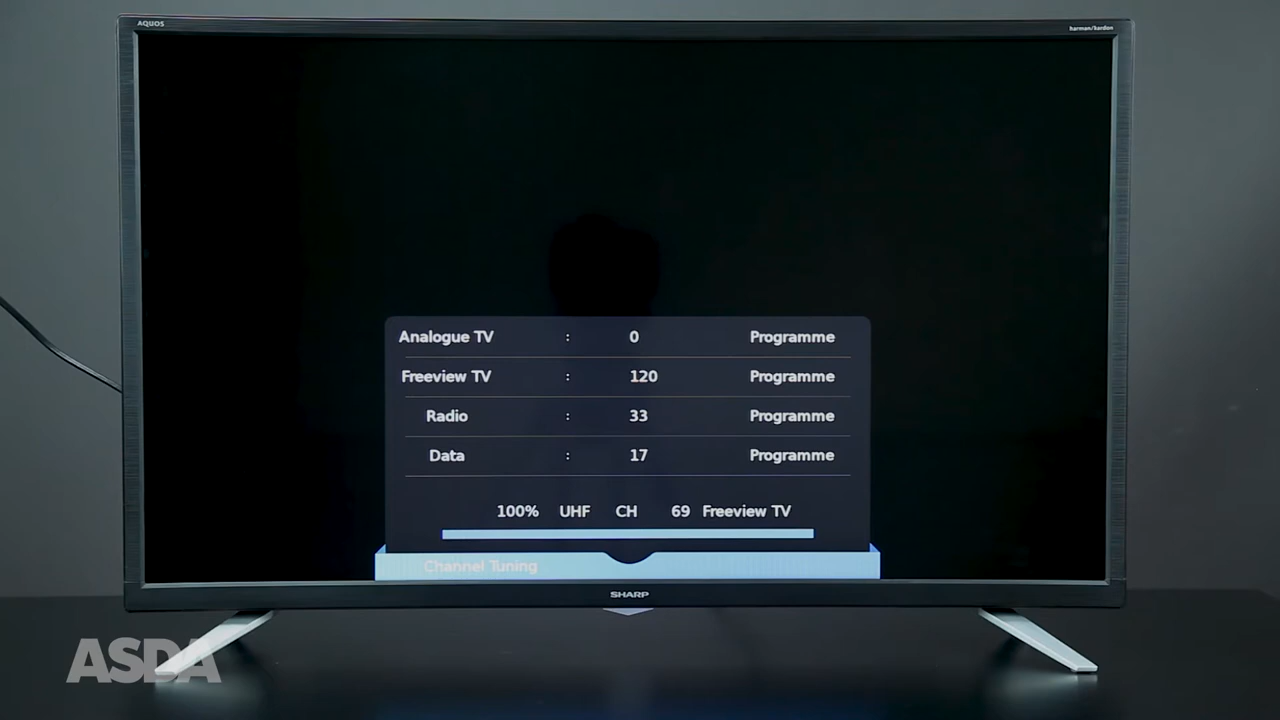 AQUOS
harman/kardon
Analogue TV : 0 Programme
Freeview TV : 120 Programme
Radio : 33 Programme
Data : 17 Programme
100% UHF CH 69 Freeview TV
Channel Tuning
SHARP
ASDA